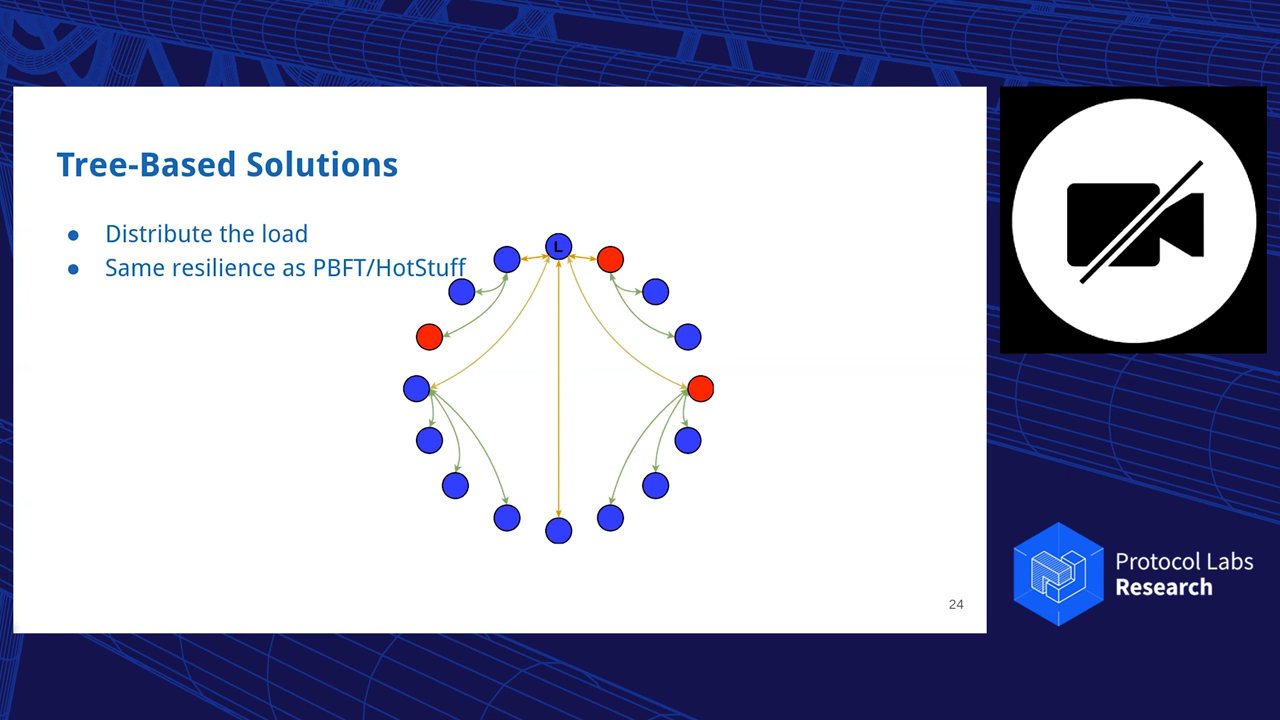 Tree-Based Solutions
● Distribute the load
● Same resilience as PBFT/HotStuff
L
24
Protocol Labs
Research